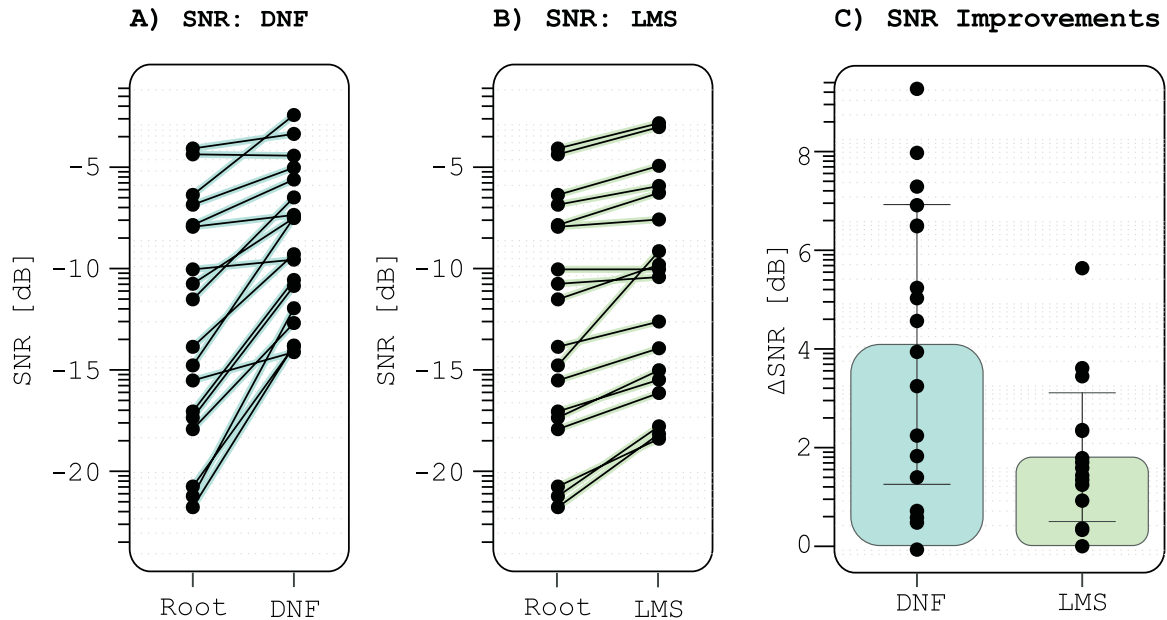 A) SNR: DNF
B) SNR: LMS
C) SNR Improvements
SNR [dB]
-5
-10
-15
-20
Root
DNF
SNR [dB]
-5
-10
-15
-20
Root
LMS
ΔSNR [dB]
8
6
4
2
0
DNF
LMS